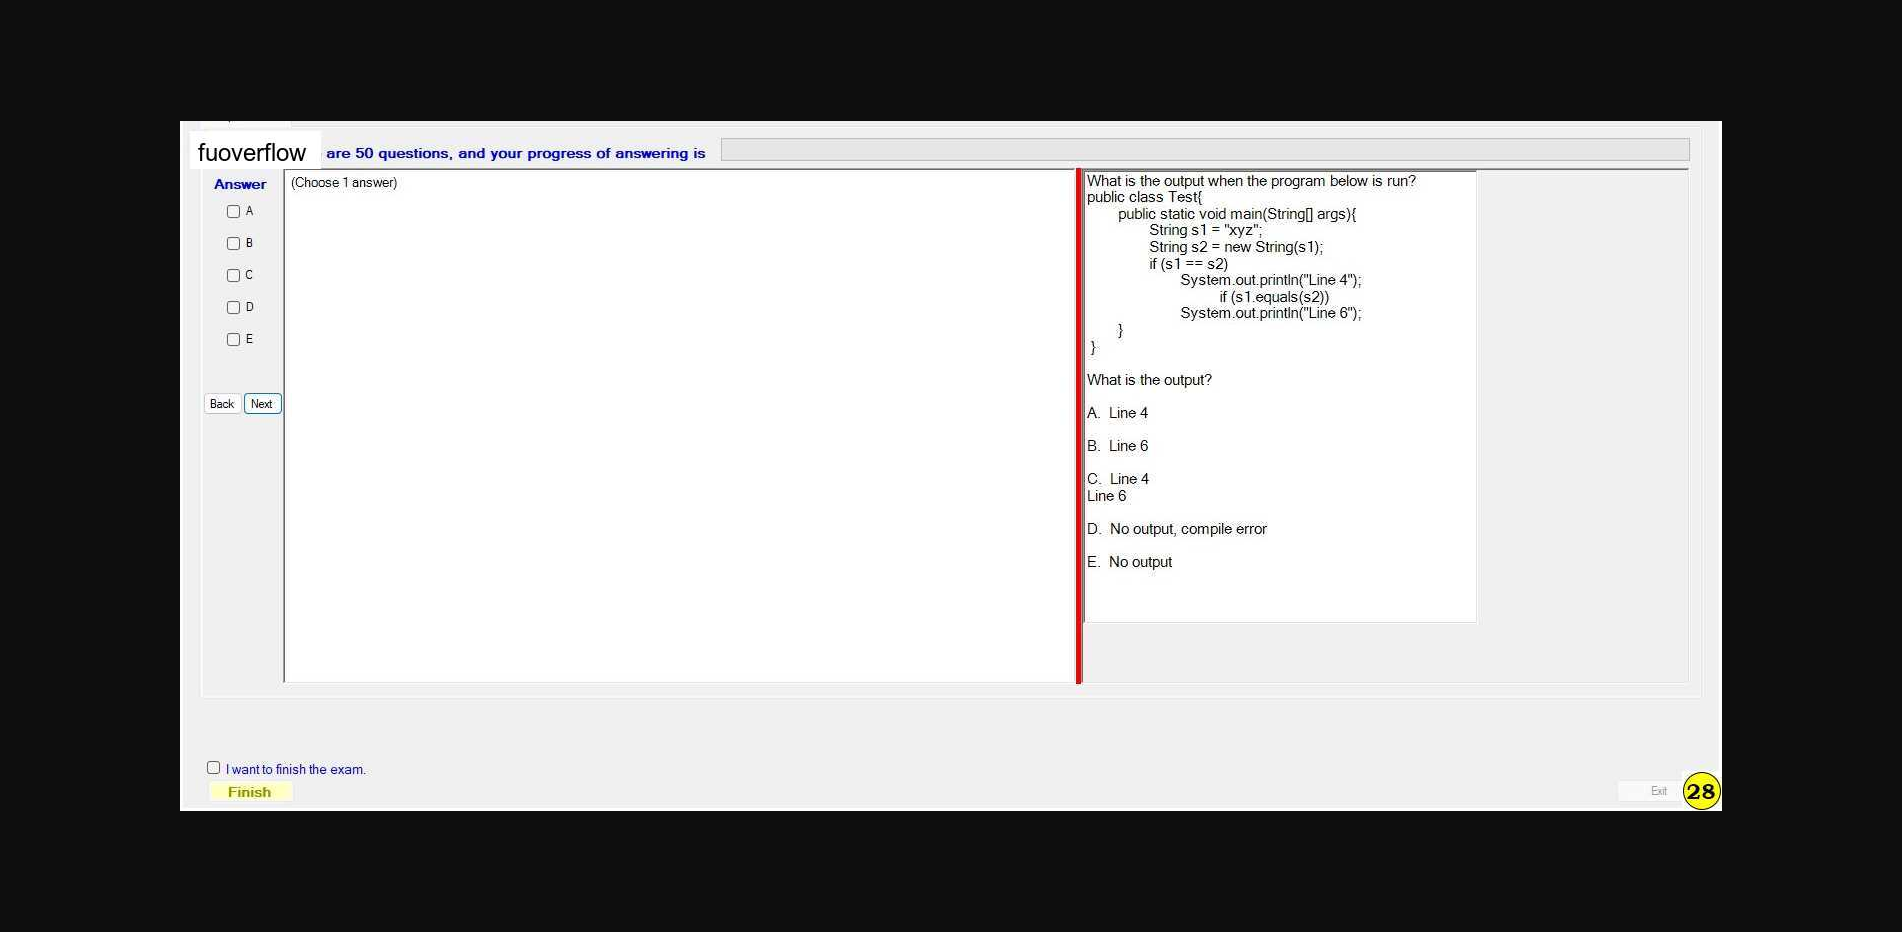 fuoverflow are 50 questions, and your progress of answering is
Answer
A
B
C
D
E
Back Next
(Choose 1 answer)
What is the output when the program below is run?
public class Test{
public static void main(String[] args){
String s1 = "xyz";
String s2 = new String(s1);
if (s1 == s2)
System.out.println("Line 4");
if (s1.equals(s2))
System.out.println("Line 6");
}
}
What is the output?
A. Line 4
B. Line 6
C. Line 4
Line 6
D. No output, compile error
E. No output
I want to finish the exam.
Finish
Exit
28